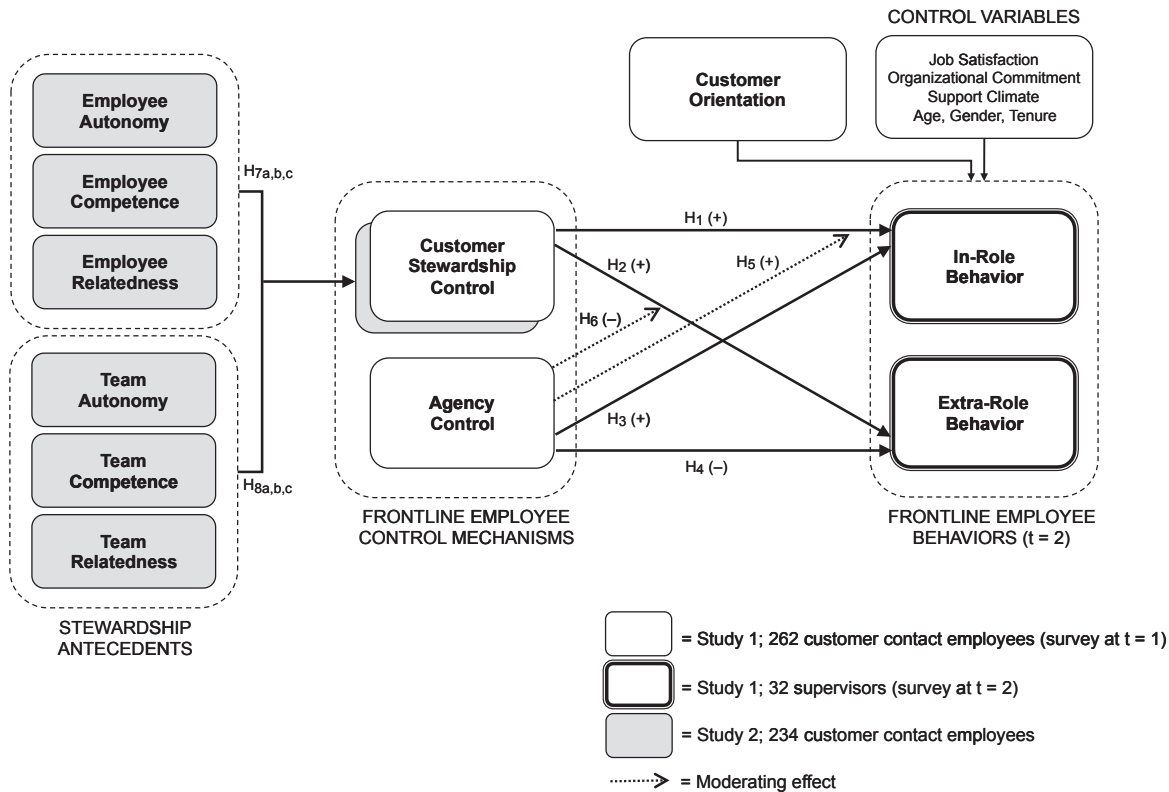 CONTROL VARIABLES
Customer
Orientation
Job Satisfaction
Organizational Commitment
Support Climate
Age, Gender, Tenure
Employee
Autonomy
Employee
Competence
Employee
Relatedness
H7a,b,c
Team
Autonomy
Team
Competence
Team
Relatedness
H8a,b,c
STEWARDSHIP
ANTECEDENTS
Customer
Stewardship
Control
Agency
Control
FRONTLINE EMPLOYEE
CONTROL MECHANISMS
H1 (+)
H2 (+)
H5 (+)
H6 (–)
H3 (+)
H4 (–)
In-Role
Behavior
Extra-Role
Behavior
FRONTLINE EMPLOYEE
BEHAVIORS (t = 2)
= Study 1; 262 customer contact employees (survey at t = 1)
= Study 1; 32 supervisors (survey at t = 2)
= Study 2; 234 customer contact employees
= Moderating effect